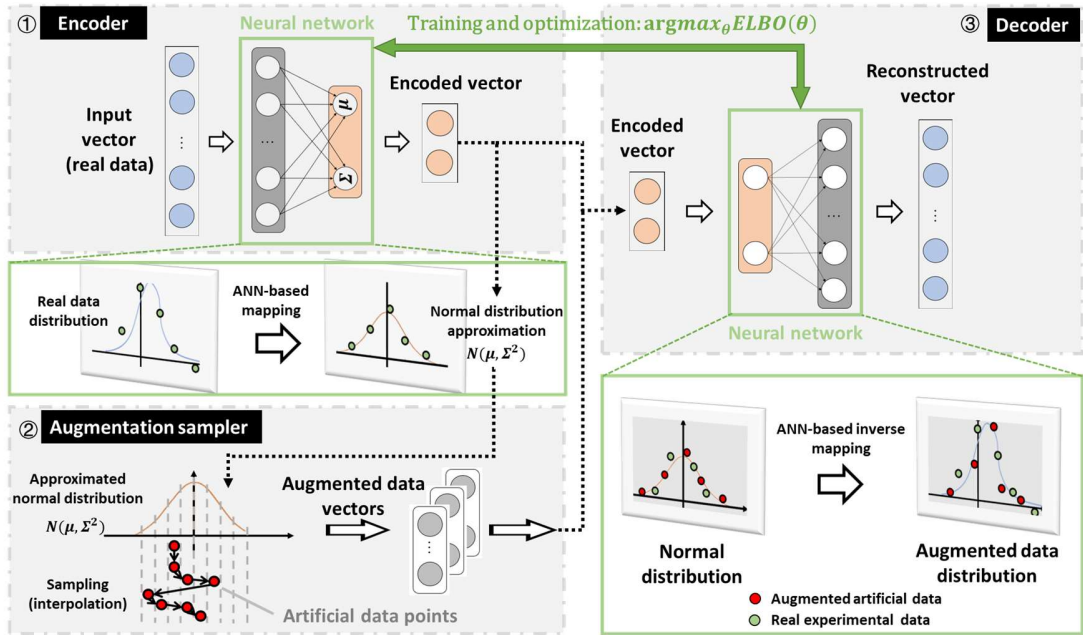 ① Encoder
Neural network
Training and optimization: argmax_θ ELBO(θ)
③ Decoder
Input
vector
(real data)
...
...
μ
Σ
Encoded vector
Encoded
vector
...
Reconstructed
vector
...
Neural network
Real data
distribution
ANN-based
mapping
Normal distribution
approximation
N(μ, Σ²)
② Augmentation sampler
Approximated
normal distribution
N(μ, Σ²)
Sampling
(interpolation)
Artificial data points
Augmented data
vectors
...
ANN-based inverse
mapping
Normal
distribution
Augmented data
distribution
Augmented artificial data
Real experimental data